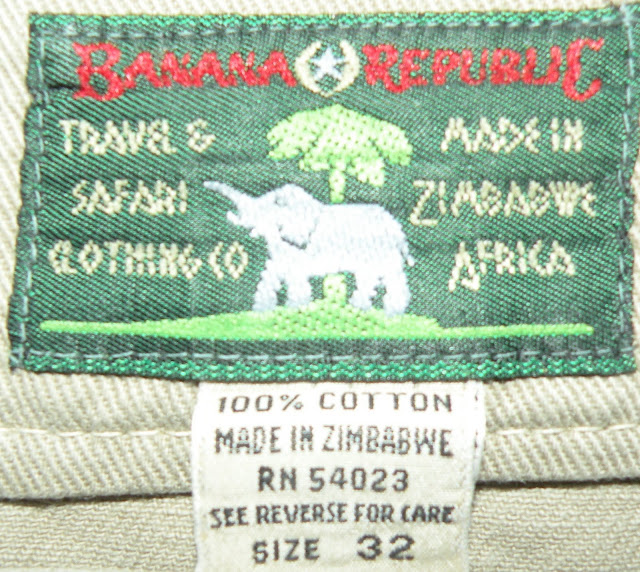 BANANA REPUBLIC
TRAVEL & MADE IN
SAFARI ZIMBABWE
CLOTHING CO AFRICA
100% COTTON
MADE IN ZIMBABWE
RN 54023
SEE REVERSE FOR CARE
SIZE 32